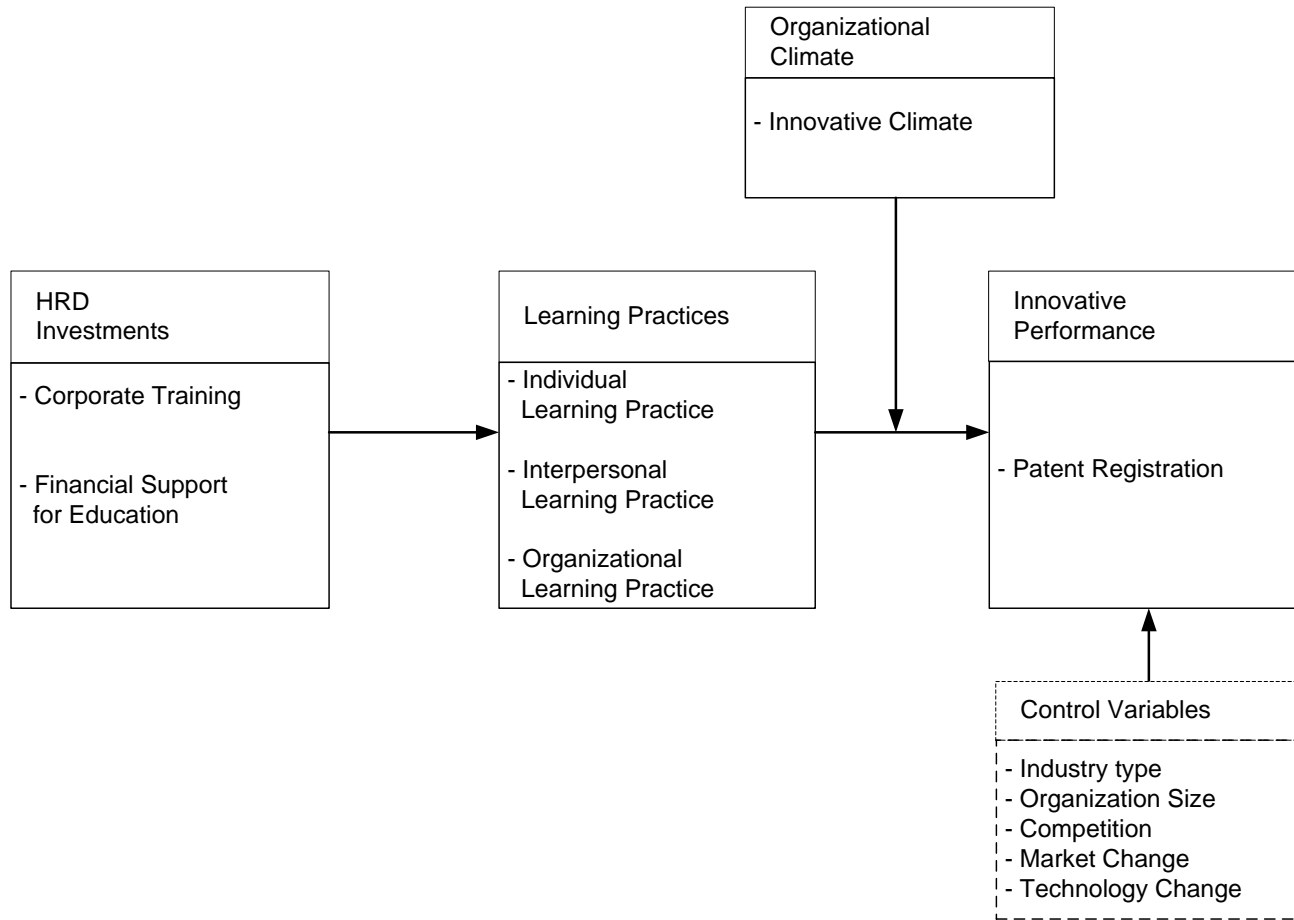 Organizational
Climate
- Innovative Climate
HRD
Investments
- Corporate Training
- Financial Support
for Education
Learning Practices
- Individual
Learning Practice
- Interpersonal
Learning Practice
- Organizational
Learning Practice
Innovative
Performance
- Patent Registration
Control Variables
- Industry type
- Organization Size
- Competition
- Market Change
- Technology Change